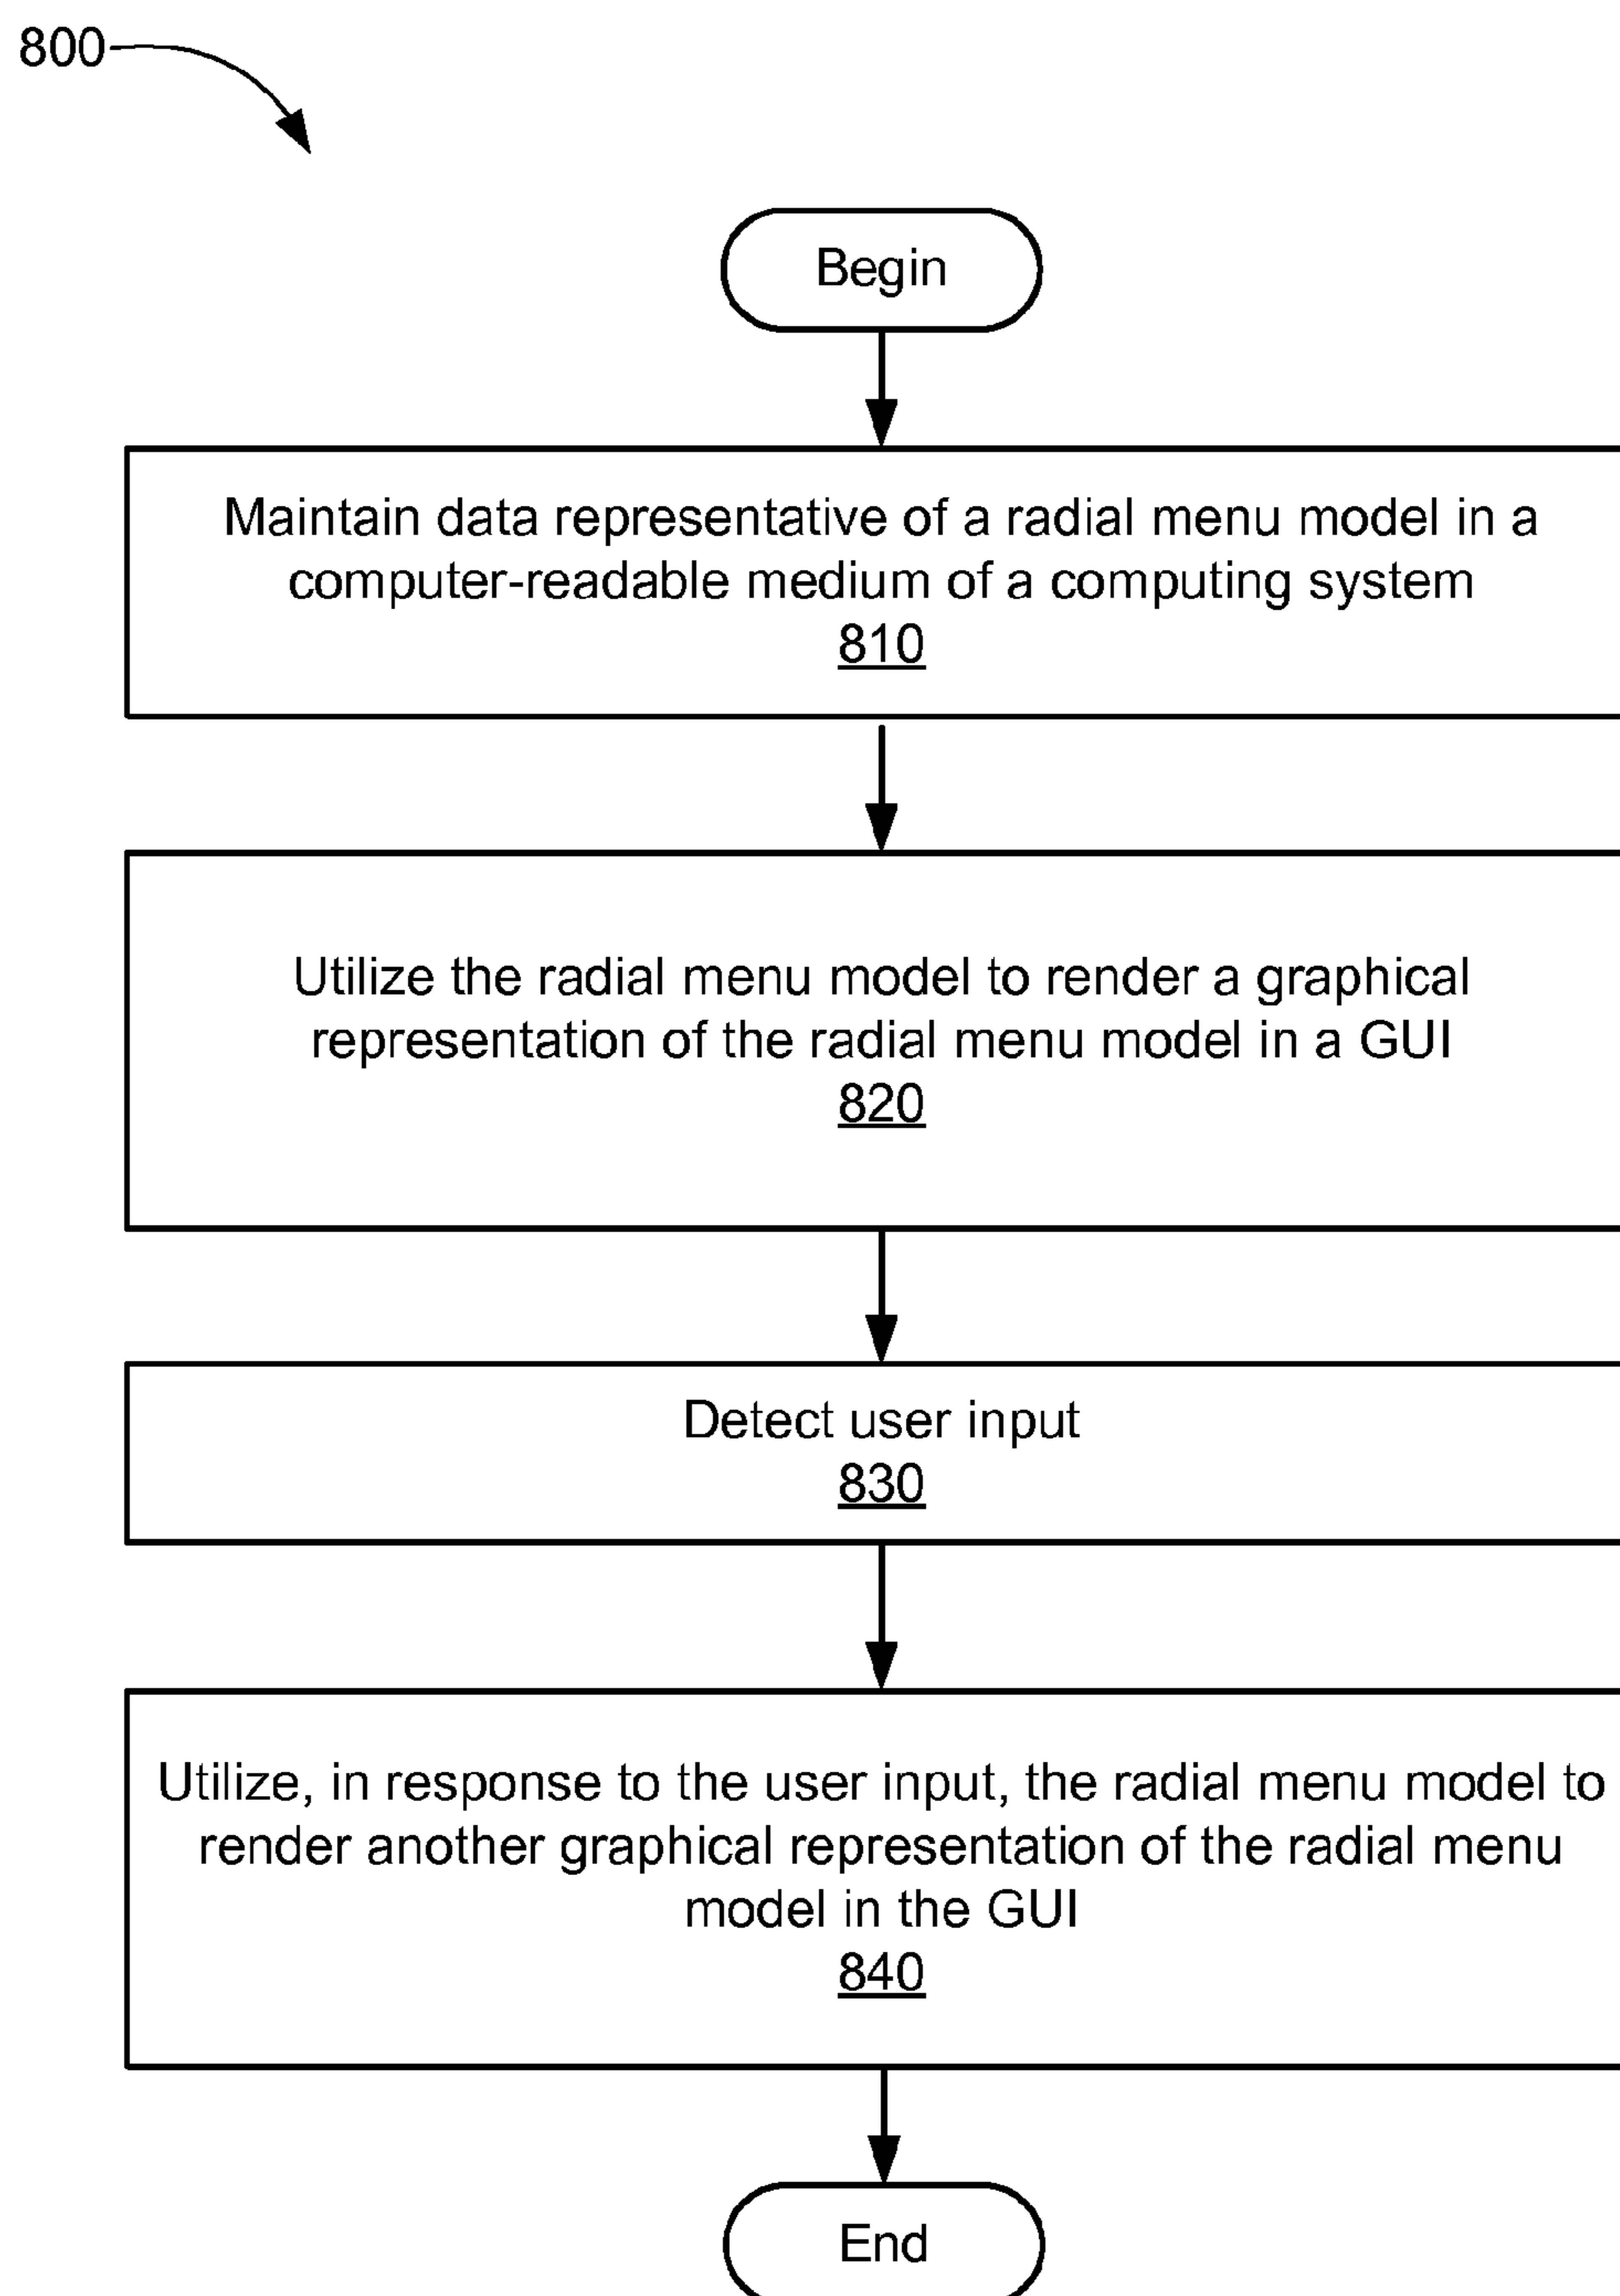 800
Begin
Maintain data representative of a radial menu model in a
computer-readable medium of a computing system
810
Utilize the radial menu model to render a graphical
representation of the radial menu model in a GUI
820
Detect user input
830
Utilize, in response to the user input, the radial menu model to
render another graphical representation of the radial menu
model in the GUI
840
End